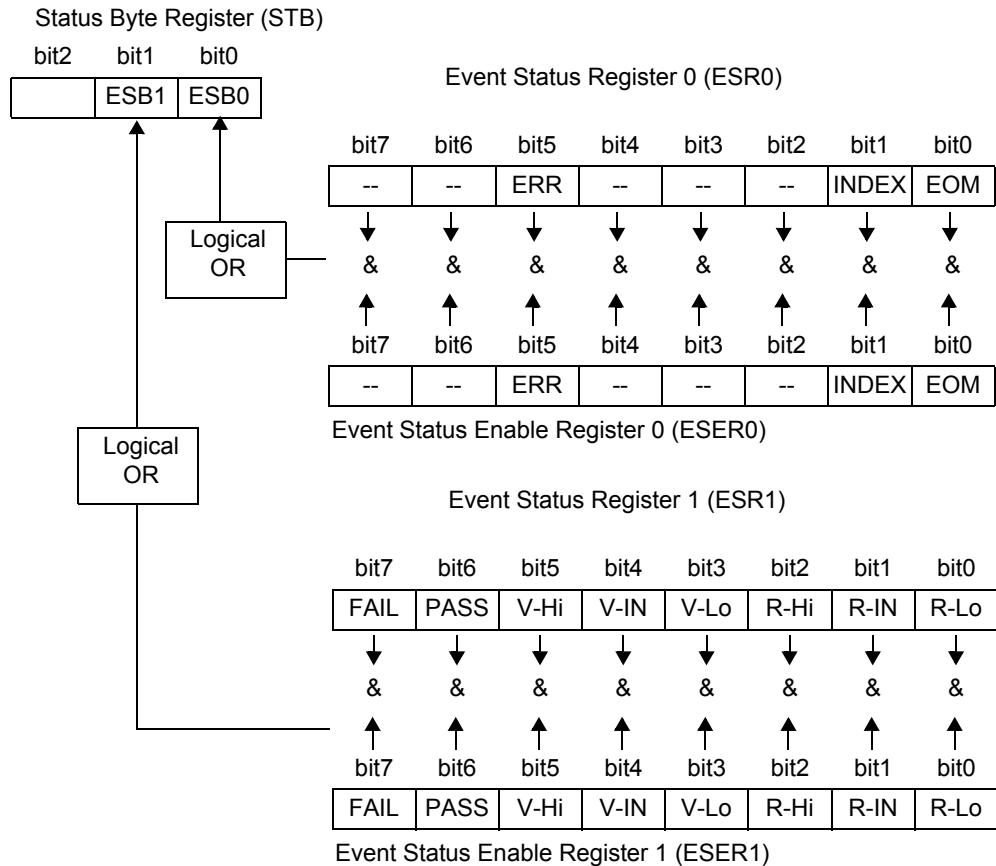 Status Byte Register (STB)
bit2 bit1 bit0
ESB1 ESB0
Event Status Register 0 (ESR0)
bit7 bit6 bit5 bit4 bit3 bit2 bit1 bit0
-- -- ERR -- -- -- INDEX EOM
Logical
OR
& & & & & & & &
bit7 bit6 bit5 bit4 bit3 bit2 bit1 bit0
-- -- ERR -- -- -- INDEX EOM
Event Status Enable Register 0 (ESER0)
Logical
OR
Event Status Register 1 (ESR1)
bit7 bit6 bit5 bit4 bit3 bit2 bit1 bit0
FAIL PASS V-Hi V-IN V-Lo R-Hi R-IN R-Lo
& & & & & & & &
bit7 bit6 bit5 bit4 bit3 bit2 bit1 bit0
FAIL PASS V-Hi V-IN V-Lo R-Hi R-IN R-Lo
Event Status Enable Register 1 (ESER1)